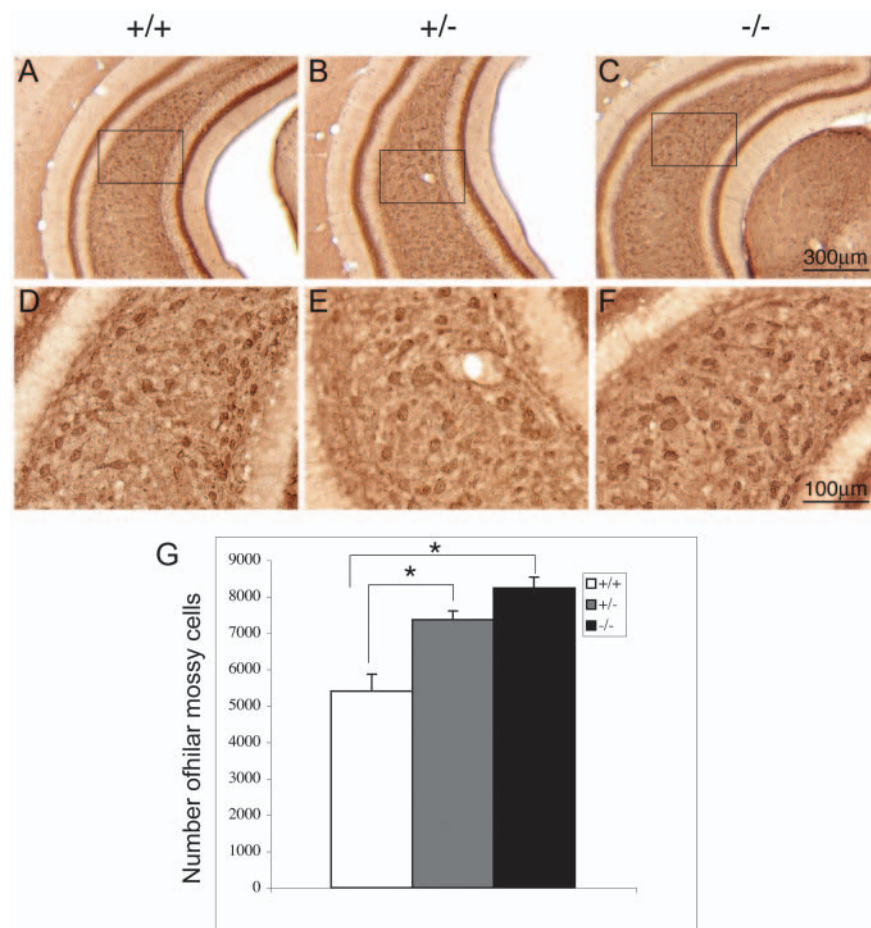 +/+ +/- -/-
A B C
300µm
D E F
100µm
G
Number ofhilar mossy cells
9000
8000
7000
6000
5000
4000
3000
2000
1000
0
* *
+/+
+/-
-/-